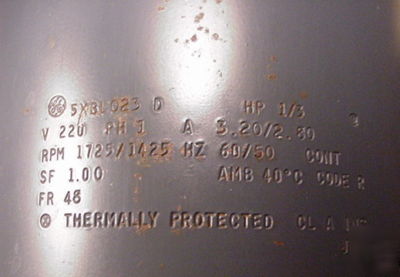 HP 1/3
V 220 PH 1 A 3.20/2.80
RPM 1725/1425 HZ 60/50 CONT
SF 1.00 AMB 40°C CODE R
FR 48
THERMALLY PROTECTED CL A